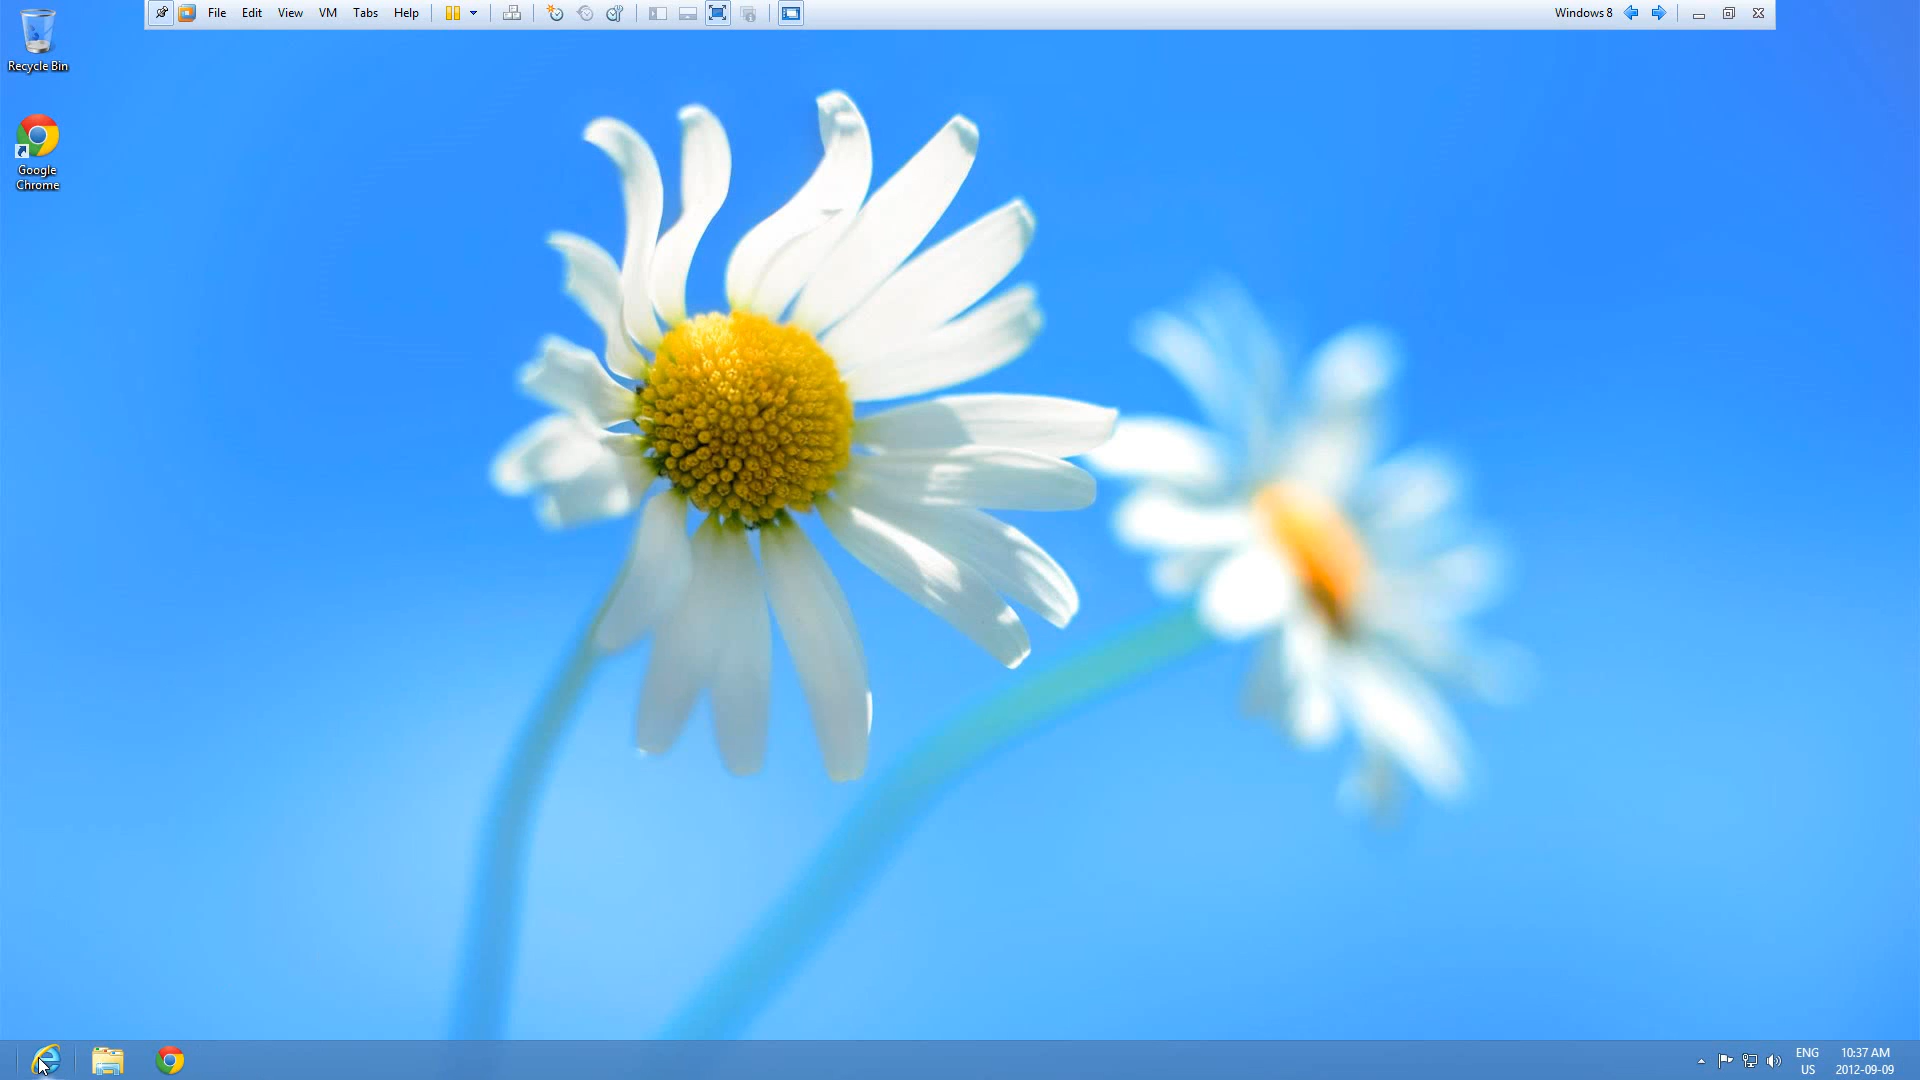 File Edit View VM Tabs Help
Windows 8
Recycle Bin
Google
Chrome
ENG 10:37 AM
US 2012-09-09